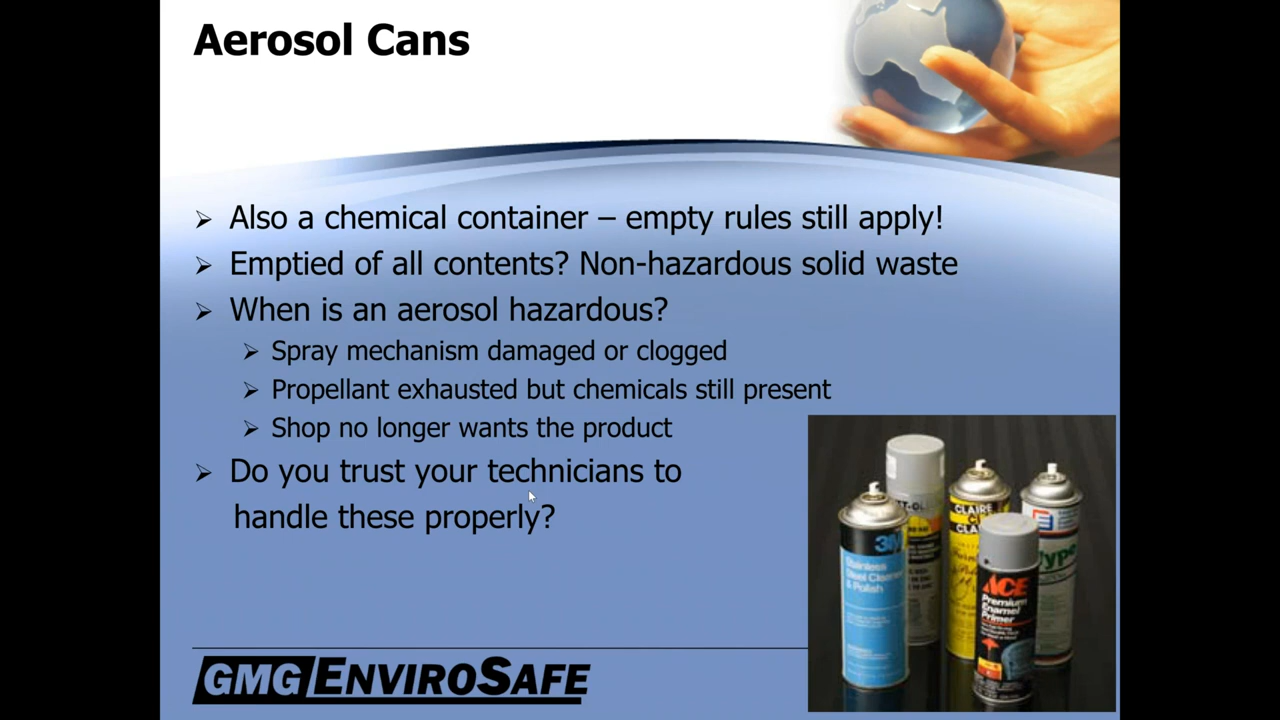 Aerosol Cans
➢ Also a chemical container – empty rules still apply!
➢ Emptied of all contents? Non-hazardous solid waste
➢ When is an aerosol hazardous?
➢ Spray mechanism damaged or clogged
➢ Propellant exhausted but chemicals still present
➢ Shop no longer wants the product
➢ Do you trust your technicians to
handle these properly?
3M
Stainless
Steel Cleaner
& Polish
CLAIRE
ACE
Premium
Enamel
Primer
GMG ENVIROSAFE